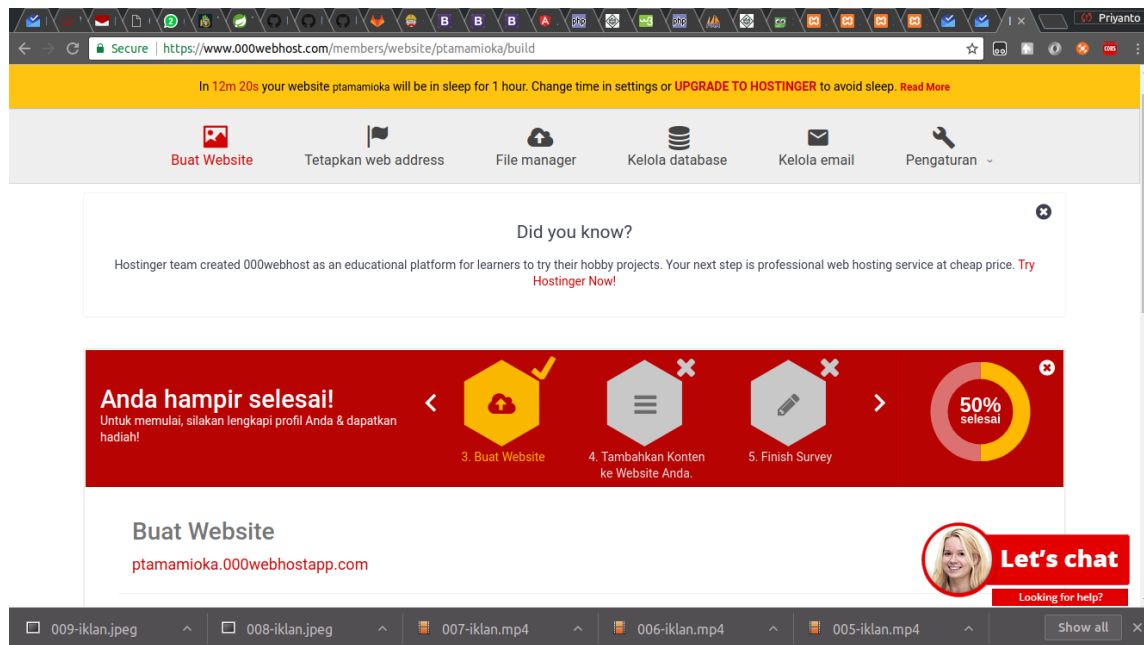 Priyanto
Secure | https://www.000webhost.com/members/website/ptamamioka/build
In 12m 20s your website ptamamioka will be in sleep for 1 hour. Change time in settings or UPGRADE TO HOSTINGER to avoid sleep. Read More
Buat Website Tetapkan web address File manager Kelola database Kelola email Pengaturan
Did you know?
Hostinger team created 000webhost as an educational platform for learners to try their hobby projects. Your next step is professional web hosting service at cheap price. Try
Hostinger Now!
Anda hampir selesai!
Untuk memulai, silakan lengkapi profil Anda & dapatkan
hadiah!
3. Buat Website
4. Tambahkan Konten
ke Website Anda.
5. Finish Survey
50%
selesai
Buat Website
ptamamioka.000webhostapp.com
Let's chat
Looking for help?
009-iklan.jpeg 008-iklan.jpeg 007-iklan.mp4 006-iklan.mp4 005-iklan.mp4 Show all